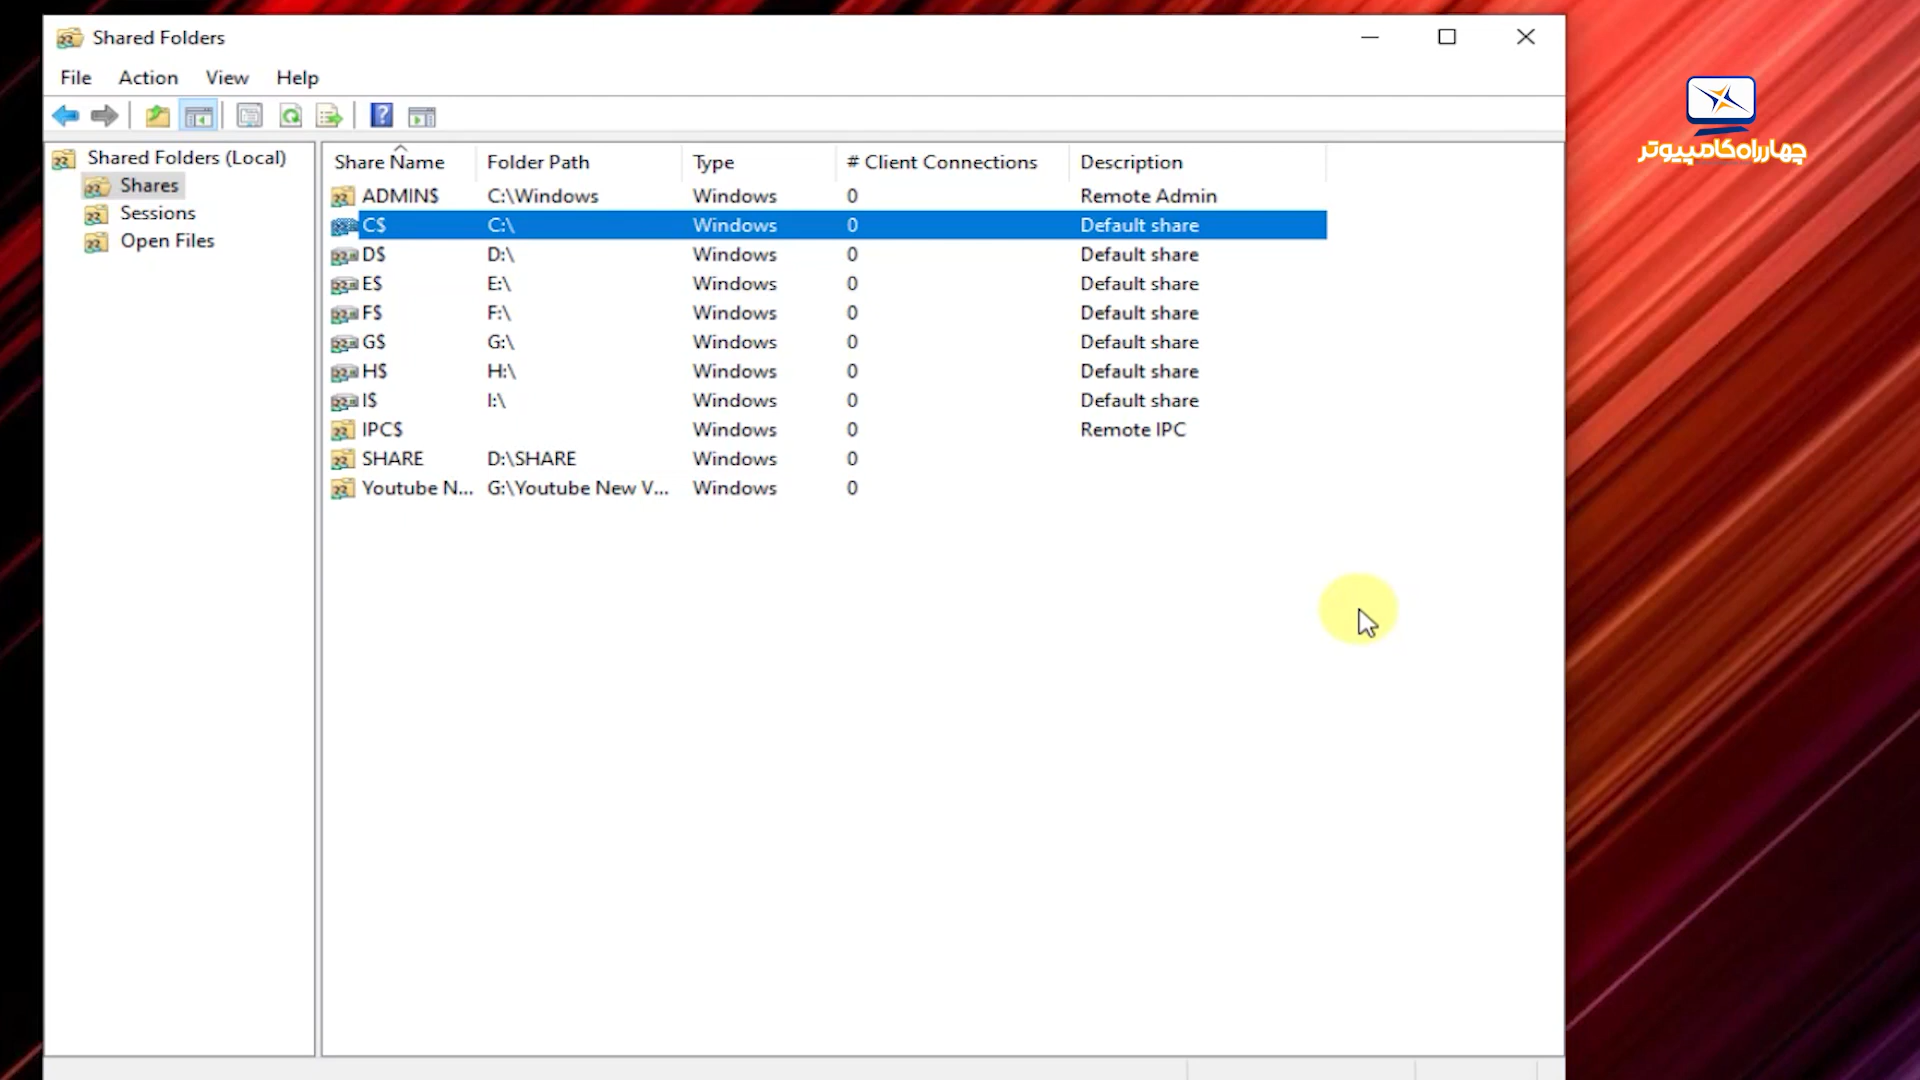 Shared Folders
File Action View Help
Shared Folders (Local)
Shares
Sessions
Open Files
Share Name Folder Path Type # Client Connections Description
ADMIN$ C:\Windows Windows 0 Remote Admin
C$ C:\ Windows 0 Default share
D$ D:\ Windows 0 Default share
E$ E:\ Windows 0 Default share
F$ F:\ Windows 0 Default share
G$ G:\ Windows 0 Default share
H$ H:\ Windows 0 Default share
I$ I:\ Windows 0 Default share
IPC$ Windows 0 Remote IPC
SHARE D:\SHARE Windows 0
Youtube N... G:\Youtube New V... Windows 0
چهارراه کامپیوتر